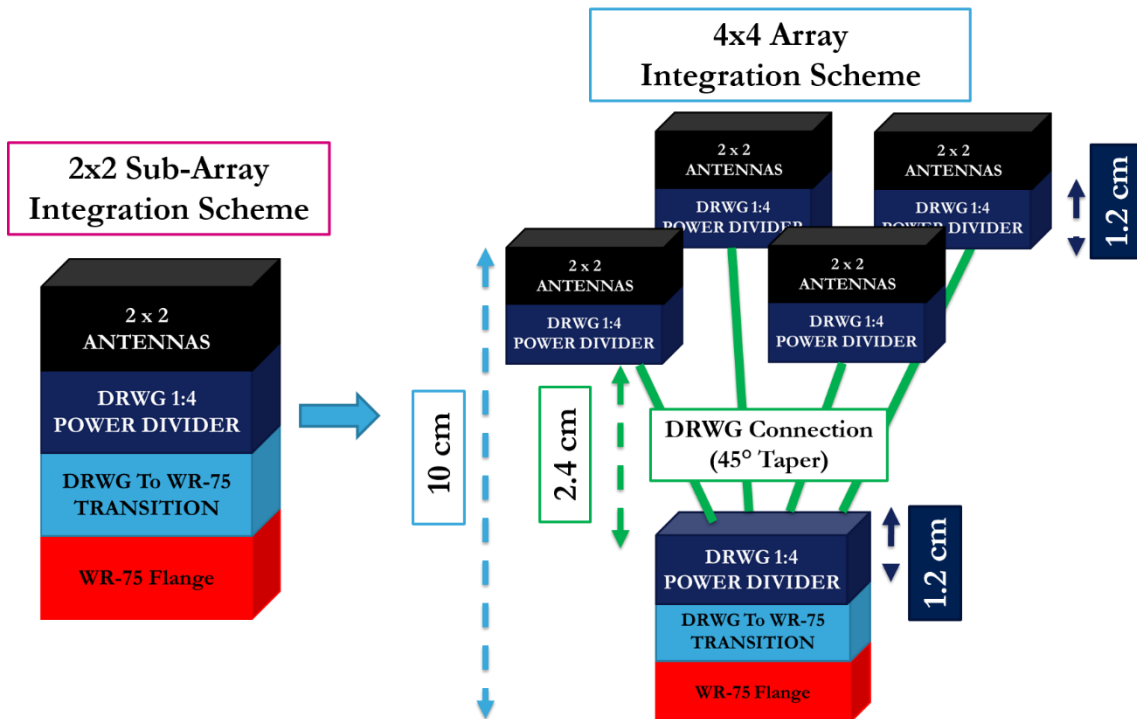 2x2 Sub-Array
Integration Scheme
2 x 2
ANTENNAS
DRWG 1:4
POWER DIVIDER
DRWG To WR-75
TRANSITION
WR-75 Flange
4x4 Array
Integration Scheme
2 x 2
ANTENNAS
DRWG 1:4
POWER DIVIDER
2 x 2
ANTENNAS
DRWG 1:4
POWER DIVIDER
1.2 cm
2 x 2
ANTENNAS
DRWG 1:4
POWER DIVIDER
2 x 2
ANTENNAS
DRWG 1:4
POWER DIVIDER
10 cm
2.4 cm
DRWG Connection
(45° Taper)
DRWG 1:4
POWER DIVIDER
1.2 cm
DRWG To WR-75
TRANSITION
WR-75 Flange